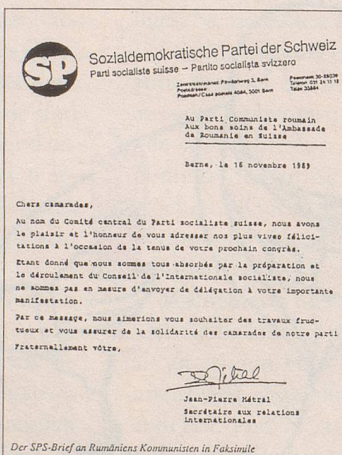 SP
Sozialdemokratische Partei der Schweiz
Parti socialiste suisse – Partito socialista svizzero
Au Parti Communiste roumain
Aux bons soins de l'Ambassade
de Roumanie en Suisse
Berne, le 16 novembre 1989
Chers camarades,
Au nom du Comité central du Parti socialiste suisse, nous avons
le plaisir et l'honneur de vous adresser nos plus vives félici-
tations à l'occasion de la tenue de votre prochain congrès.
Etant donné que nous sommes tous absorbés par la préparation et
le déroulement du Conseil de l'Internationale socialiste, nous
ne sommes pas en mesure d'envoyer de délégation à votre importante
manifestation.
Par ce message, nous aimerions vous souhaiter des travaux fruc-
tueux et vous assurer de la solidarité des camarades de notre parti
Fraternellement vôtre,
Jean-Pierre Métral
Secrétaire aux relations
internationales
Der SPS-Brief an Rumäniens Kommunisten in Faksimile